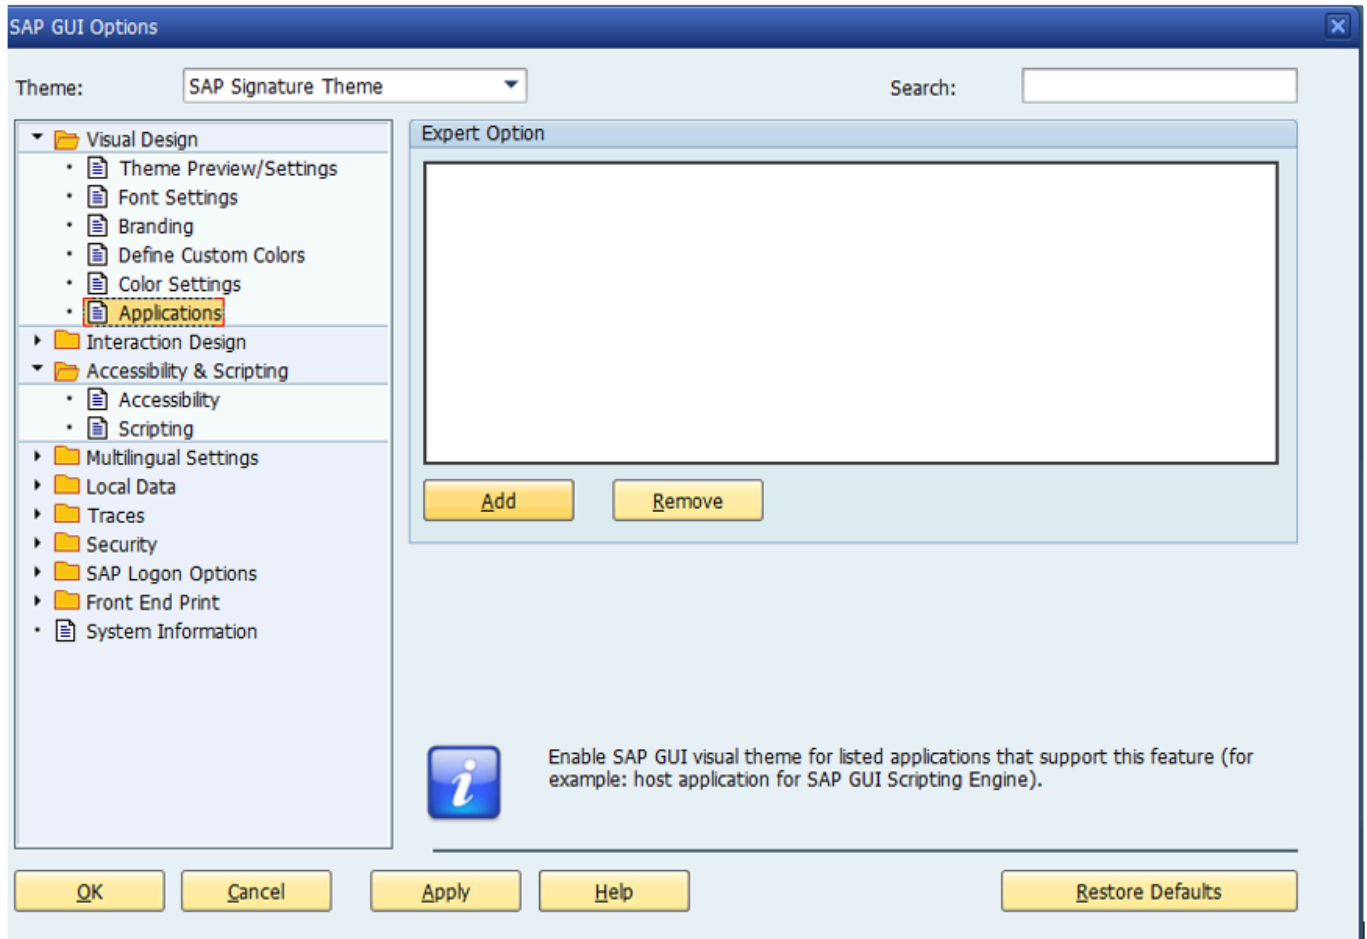 SAP GUI Options
Theme: SAP Signature Theme Search:
Visual Design
Theme Preview/Settings
Font Settings
Branding
Define Custom Colors
Color Settings
Applications
Interaction Design
Accessibility & Scripting
Accessibility
Scripting
Multilingual Settings
Local Data
Traces
Security
SAP Logon Options
Front End Print
System Information
Expert Option
Add Remove
Enable SAP GUI visual theme for listed applications that support this feature (for
example: host application for SAP GUI Scripting Engine).
OK Cancel Apply Help Restore Defaults